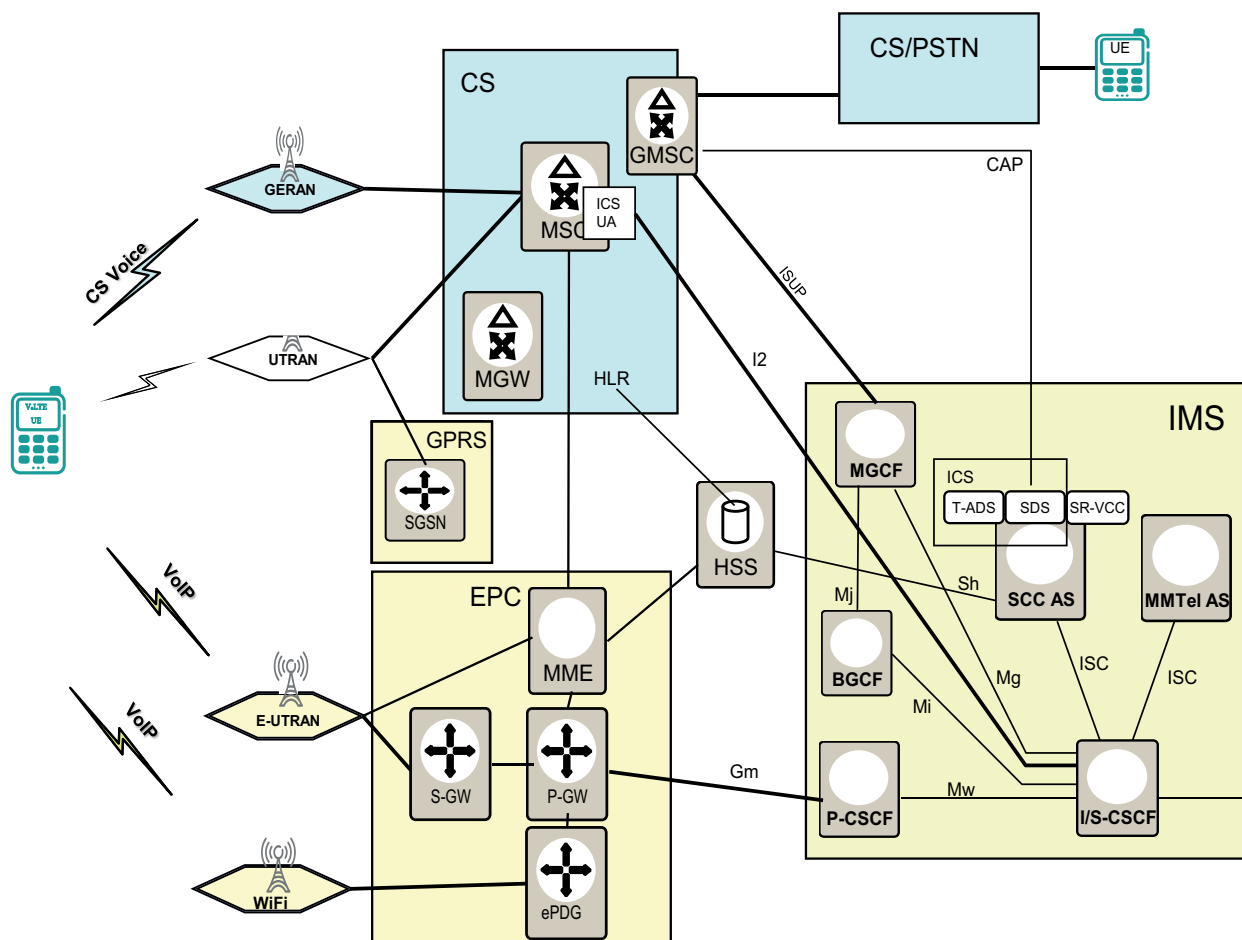 CS/PSTN
UE
CS
GMSC
CAP
GERAN
ICS
UA
MSC
CS Voice
ISUP
UTRAN
I2
MGW
HLR
VoLTE
UE
GPRS
SGSN
IMS
MGCF
ICS
T-ADS
SDS
SR-VCC
HSS
Sh
SCC AS
MMTel AS
VoIP
EPC
MME
Mj
BGCF
Mi
Mg
ISC
ISC
E-UTRAN
VoIP
S-GW
P-GW
Gm
P-CSCF
Mw
I/S-CSCF
WiFi
ePDG